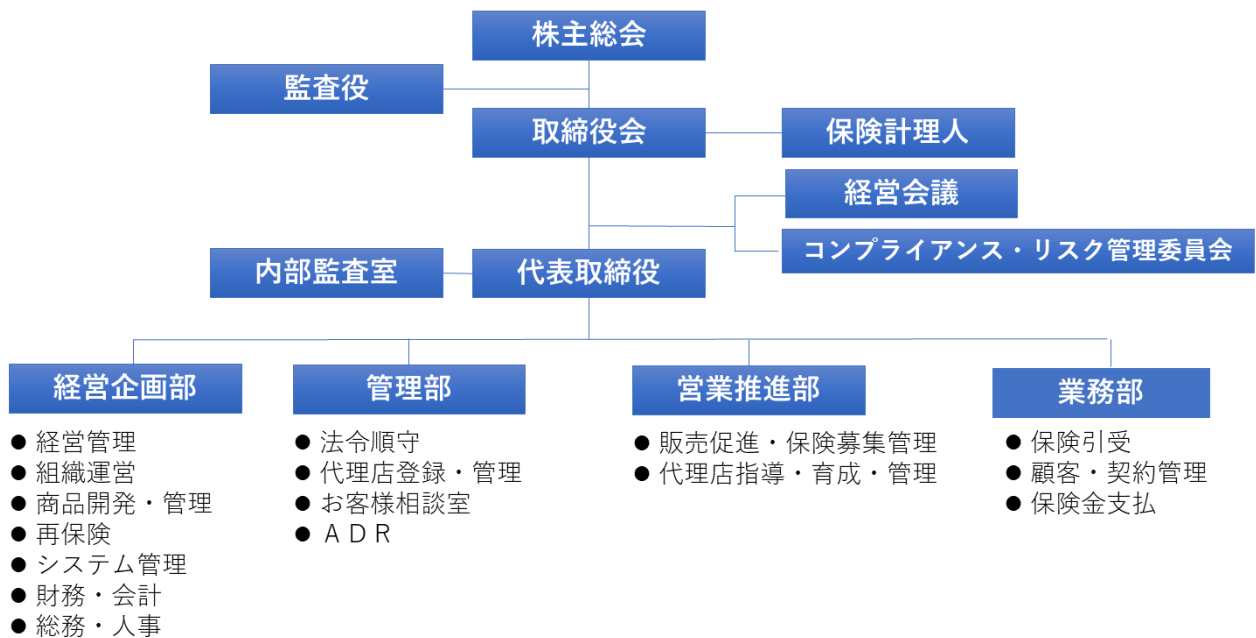 株主総会
監査役
取締役会
保険計理人
経営会議
コンプライアンス・リスク管理委員会
内部監査室
代表取締役
経営企画部
● 経営管理
● 組織運営
● 商品開発・管理
● 再保険
● システム管理
● 財務・会計
● 総務・人事
管理部
● 法令順守
● 代理店登録・管理
● お客様相談室
● ＡＤＲ
営業推進部
● 販売促進・保険募集管理
● 代理店指導・育成・管理
業務部
● 保険引受
● 顧客・契約管理
● 保険金支払